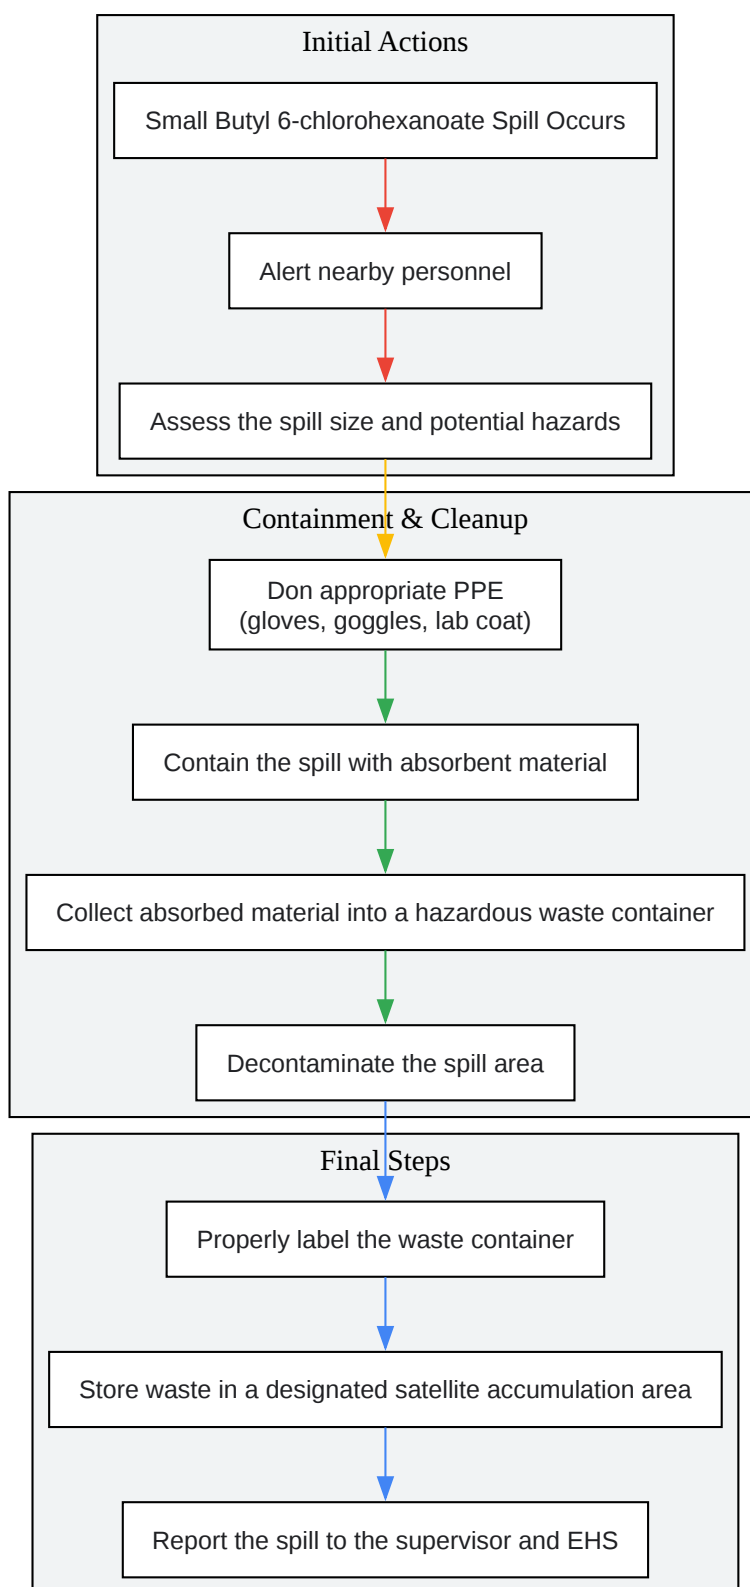 Initial Actions
Small Butyl 6-chlorohexanoate Spill Occurs
Alert nearby personnel
Assess the spill size and potential hazards
Containment & Cleanup
Don appropriate PPE
(gloves, goggles, lab coat)
Contain the spill with absorbent material
Collect absorbed material into a hazardous waste container
Decontaminate the spill area
Final Steps
Properly label the waste container
Store waste in a designated satellite accumulation area
Report the spill to the supervisor and EHS